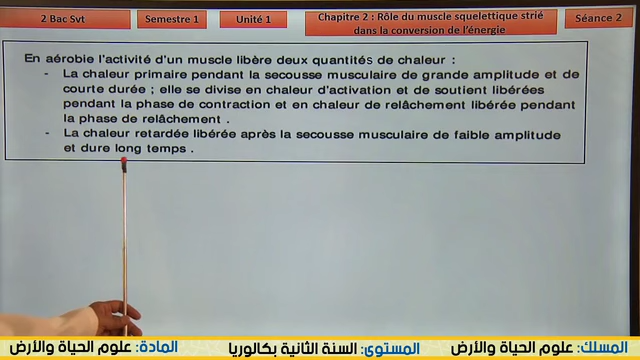 2 Bac Svt
Semestre 1
Unité 1
Chapitre 2 : Rôle du muscle squelettique strié
dans la conversion de l'énergie
Séance 2
En aérobie l'activité d'un muscle libère deux quantités de chaleur :
- La chaleur primaire pendant la secousse musculaire de grande amplitude et de
courte durée ; elle se divise en chaleur d'activation et de soutient libérées
pendant la phase de contraction et en chaleur de relâchement libérée pendant
la phase de relâchement .
- La chaleur retardée libérée après la secousse musculaire de faible amplitude
et dure long temps .
المسلك: علوم الحياة والأرض
المستوى: السنة الثانية بكالوريا
المادة: علوم الحياة والأرض